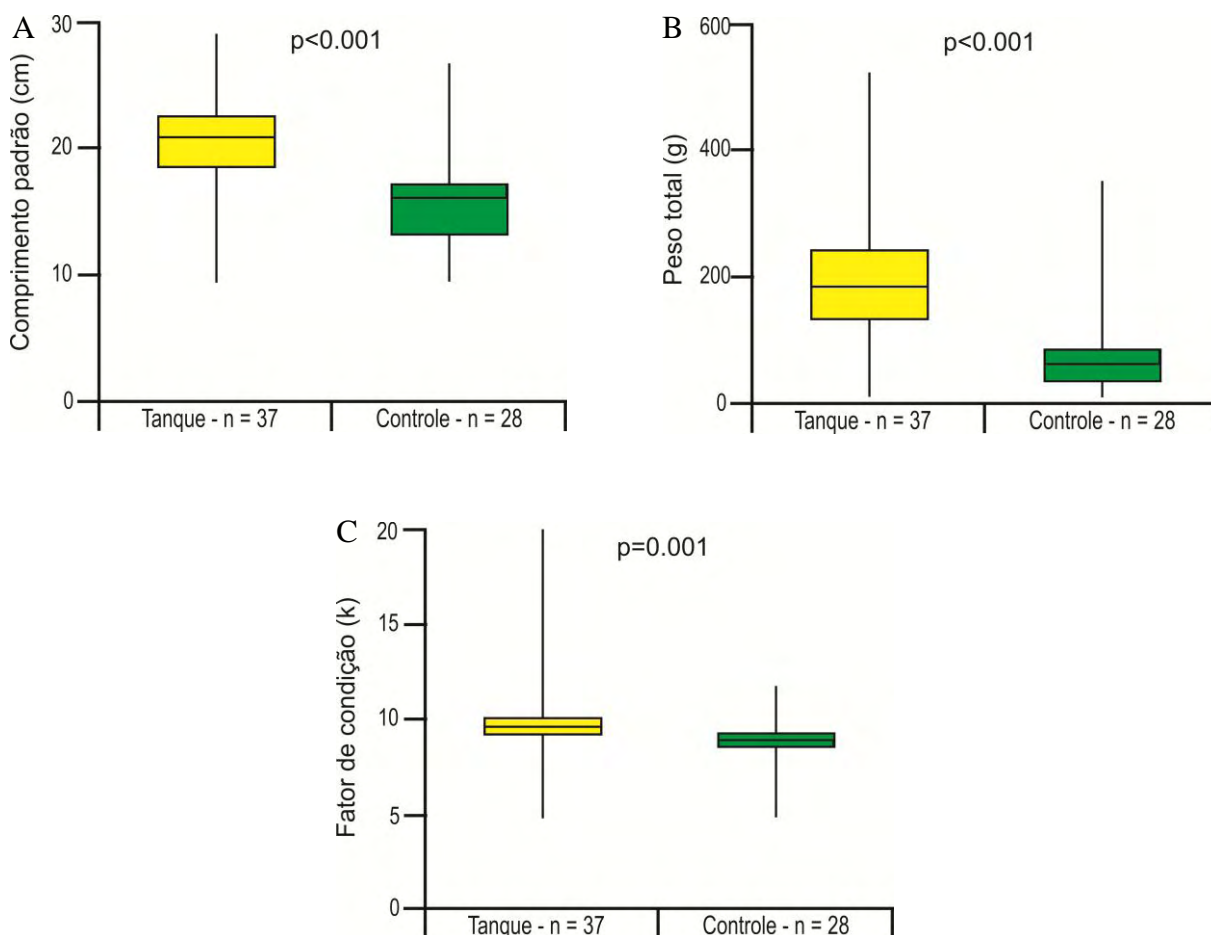 A
Comprimento padrão (cm)
30
20
10
0
p<0.001
Tanque - n = 37
Controle - n = 28
B
Peso total (g)
600
400
200
0
p<0.001
Tanque - n = 37
Controle - n = 28
C
Fator de condição (k)
20
15
10
5
0
p=0.001
Tanque - n = 37
Controle - n = 28